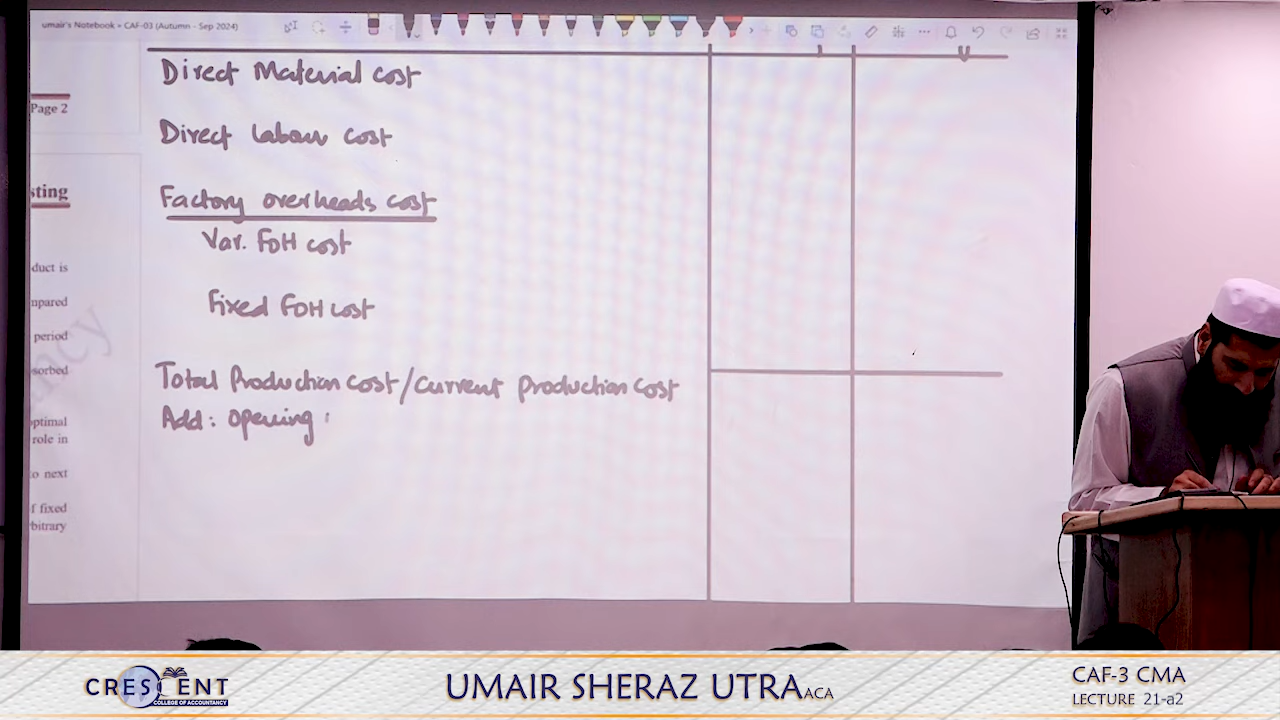 umair's Notebook » CAF-03 (Autumn - Sep 2024)
Page 2
sting
duct is
mpared
period
sorbed
optimal
role in
to next
f fixed
rbitrary
ncy
Direct Material cost
Direct Labour cost
Factory overheads cost
Var. FOH cost
Fixed FOH cost
Total Production cost/current production cost
Add: opening
CRESCENT
COLLEGE OF ACCOUNTANCY
UMAIR SHERAZ UTRA ACA
CAF-3 CMA
LECTURE 21-a2